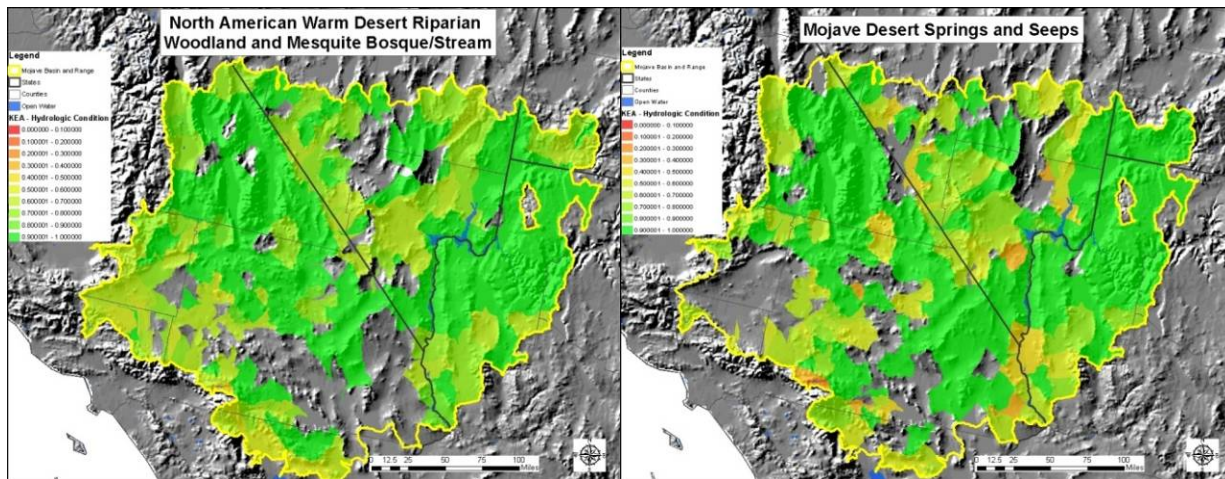 North American Warm Desert Riparian
Woodland and Mesquite Bosque/Stream
Legend
Mojave Basin and Range
States
Counties
Open Water
KEA - Hydrologic Condition
0.000000 - 0.100000
0.100001 - 0.200000
0.200001 - 0.300000
0.300001 - 0.400000
0.400001 - 0.500000
0.500001 - 0.600000
0.600001 - 0.700000
0.700001 - 0.800000
0.800001 - 0.900000
0.900001 - 1.000000
0 12.5 25 50 75 100
Miles
Mojave Desert Springs and Seeps
Legend
Mojave Basin and Range
States
Counties
Open Water
KEA - Hydrologic Condition
0.000000 - 0.100000
0.100001 - 0.200000
0.200001 - 0.300000
0.300001 - 0.400000
0.400001 - 0.500000
0.500001 - 0.600000
0.600001 - 0.700000
0.700001 - 0.800000
0.800001 - 0.900000
0.900001 - 1.000000
0 12.5 25 50 75 100
Miles